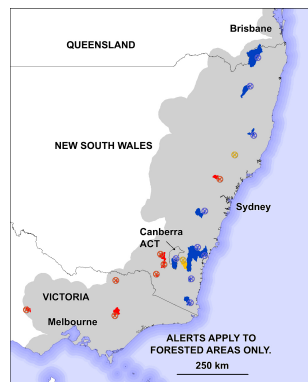 Brisbane
QUEENSLAND
NEW SOUTH WALES
Sydney
Canberra
ACT
VICTORIA
Melbourne
ALERTS APPLY TO
FORESTED AREAS ONLY.
250 km